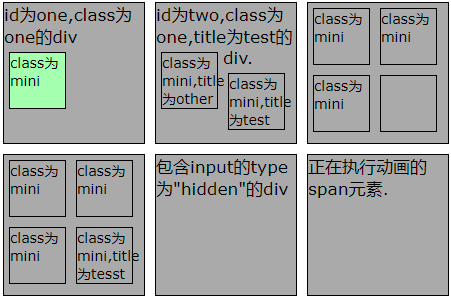 id为one,class为
one的div
class为
mini
id为two,class为
one,title为test的
div.
class为
mini,title
为other
class为
mini,title
为test
class为
mini
class为
mini
class为
mini
class为
mini
class为
mini
class为
mini
class为
mini,title
为tesst
包含input的type
为"hidden"的div
正在执行动画的
span元素.